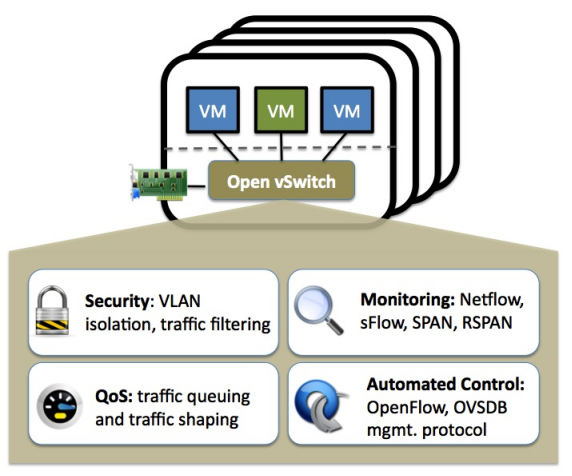 VM VM VM
Open vSwitch
Security: VLAN
isolation, traffic filtering
Monitoring: Netflow,
sFlow, SPAN, RSPAN
QoS: traffic queuing
and traffic shaping
Automated Control:
OpenFlow, OVSDB
mgmt. protocol